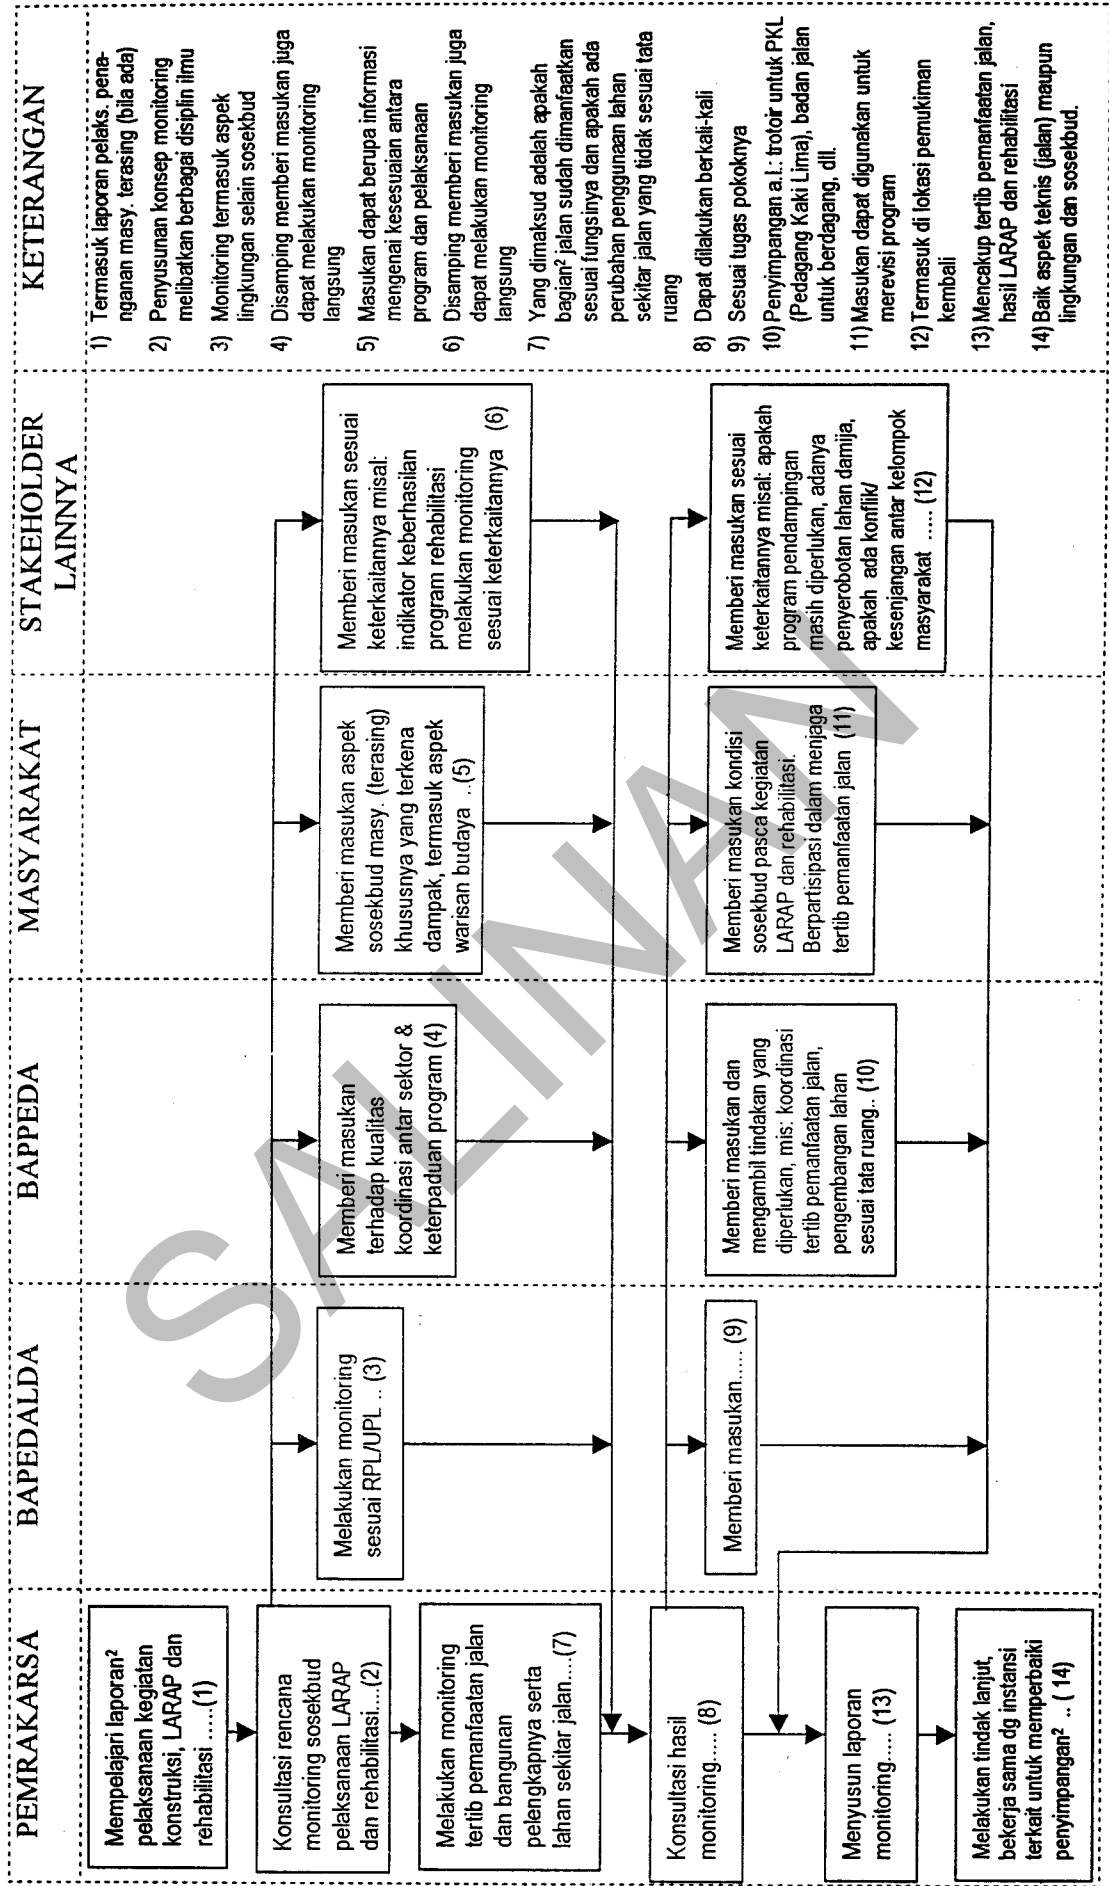 PEMRAKARSA
BAPEDALDA
BAPPEDA
MASYARAKAT
STAKEHOLDER
LAINNYA
KETERANGAN
Mempelajari laporan²
pelaksanaan kegiatan
konstruksi, LARAP dan
rehabilitasi .....(1)
Konsultasi rencana
monitoring sosekbud
pelaksanaan LARAP
dan rehabilitasi....(2)
Melakukan monitoring
tertib pemanfaatan jalan
dan bangunan
pelengkapnya serta
lahan sekitar jalan....(7)
Konsultasi hasil
monitoring..... (8)
Menyusun laporan
monitoring..... (13)
Melakukan tindak lanjut,
bekerja sama dg instansi
terkait untuk memperbaiki
penyimpangan² .. ( 14)
Melakukan monitoring
sesuai RPL/UPL .. (3)
Memberi masukan..... (9)
Memberi masukan
terhadap kualitas
koordinasi antar sektor &
keterpaduan program (4)
Memberi masukan dan
mengambil tindakan yang
diperlukan, mis: koordinasi
tertib pemanfaatan jalan,
pengembangan lahan
sesuai tata ruang.. (10)
Memberi masukan aspek
sosekbud masy. (terasing)
khususnya yang terkena
dampak, termasuk aspek
warisan budaya ..(5)
Memberi masukan kondisi
sosekbud pasca kegiatan
LARAP dan rehabilitasi.
Berpartisipasi dalam menjaga
tertib pemanfaatan jalan (11)
Memberi masukan sesuai
keterkaitannya misal:
indikator keberhasilan
program rehabilitasi
melakukan monitoring
sesuai keterkaitannya (6)
Memberi masukan sesuai
keterkaitannya misal: apakah
program pendampingan
masih diperlukan, adanya
penyerobotan lahan damija,
apakah ada konflik/
kesenjangan antar kelompok
masyarakat ..... (12)
1) Termasuk laporan pelaks. pena-
nganan masy. terasing (bila ada)
2) Penyusunan konsep monitoring
melibatkan berbagai disiplin ilmu
3) Monitoring termasuk aspek
lingkungan selain sosekbud
4) Disamping memberi masukan juga
dapat melakukan monitoring
langsung
5) Masukan dapat berupa informasi
mengenai kesesuaian antara
program dan pelaksanaan
6) Disamping memberi masukan juga
dapat melakukan monitoring
langsung
7) Yang dimaksud adalah apakah
bagian² jalan sudah dimanfaatkan
sesuai fungsinya dan apakah ada
perubahan penggunaan lahan
sekitar jalan yang tidak sesuai tata
ruang
8) Dapat dilakukan berkali-kali
9) Sesuai tugas pokoknya
10) Penyimpangan a.l.: trotoir untuk PKL
(Pedagang Kaki Lima), badan jalan
untuk berdagang, dll.
11) Masukan dapat digunakan untuk
merevisi program
12) Termasuk di lokasi pemukiman
kembali
13) Mencakup tertib pemanfaatan jalan,
hasil LARAP dan rehabilitasi
14) Baik aspek teknis (jalan) maupun
lingkungan dan sosekbud.
SALINAN